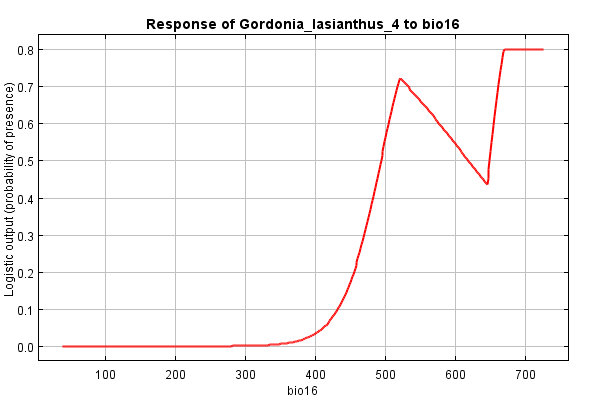 Response of Gordonia_lasianthus_4 to bio16
Logistic output (probability of presence)
0.8
0.7
0.6
0.5
0.4
0.3
0.2
0.1
0.0
100 200 300 400 500 600 700
bio16